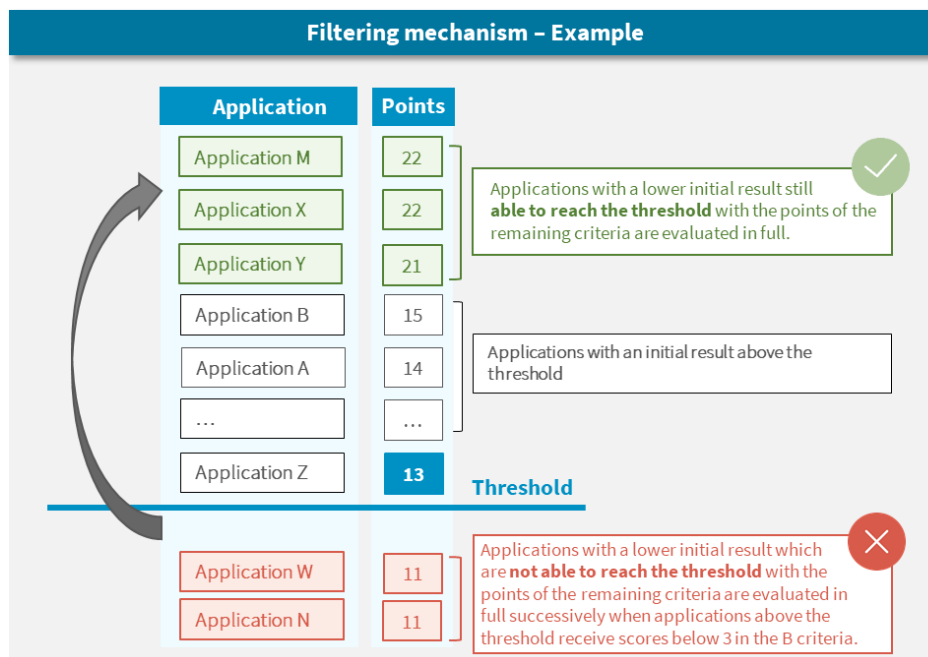 Filtering mechanism – Example
Application Points
Application M 22
Application X 22
Application Y 21
Applications with a lower initial result still
able to reach the threshold with the points of the
remaining criteria are evaluated in full.
Application B 15
Application A 14
... ...
Applications with an initial result above the
threshold
Application Z 13
Threshold
Application W 11
Application N 11
Applications with a lower initial result which
are not able to reach the threshold with the
points of the remaining criteria are evaluated in
full successively when applications above the
threshold receive scores below 3 in the B criteria.